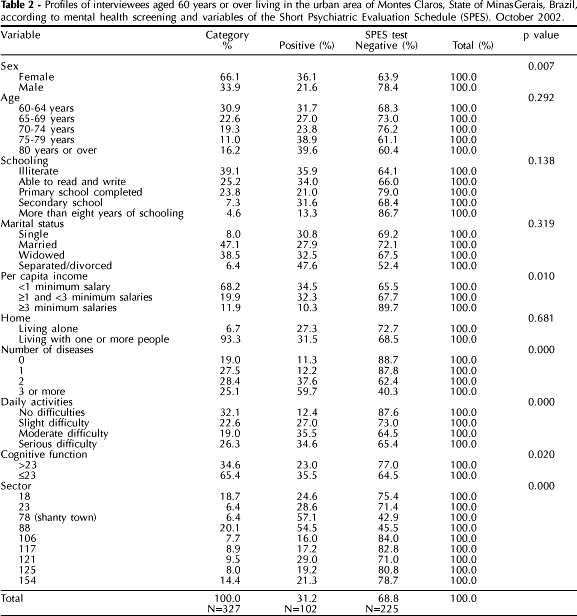 Table 2 - Profiles of interviewees aged 60 years or over living in the urban area of Montes Claros, State of MinasGerais, Brazil,
according to mental health screening and variables of the Short Psychiatric Evaluation Schedule (SPES). October 2002.
Variable Category SPES test p value
% Positive (%) Negative (%) Total (%)
Sex 0.007
Female 66.1 36.1 63.9 100.0
Male 33.9 21.6 78.4 100.0
Age 0.292
60-64 years 30.9 31.7 68.3 100.0
65-69 years 22.6 27.0 73.0 100.0
70-74 years 19.3 23.8 76.2 100.0
75-79 years 11.0 38.9 61.1 100.0
80 years or over 16.2 39.6 60.4 100.0
Schooling 0.138
Illiterate 39.1 35.9 64.1 100.0
Able to read and write 25.2 34.0 66.0 100.0
Primary school completed 23.8 21.0 79.0 100.0
Secondary school 7.3 31.6 68.4 100.0
More than eight years of schooling 4.6 13.3 86.7 100.0
Marital status 0.319
Single 8.0 30.8 69.2 100.0
Married 47.1 27.9 72.1 100.0
Widowed 38.5 32.5 67.5 100.0
Separated/divorced 6.4 47.6 52.4 100.0
Per capita income 0.010
<1 minimum salary 68.2 34.5 65.5 100.0
≥1 and <3 minimum salaries 19.9 32.3 67.7 100.0
≥3 minimum salaries 11.9 10.3 89.7 100.0
Home 0.681
Living alone 6.7 27.3 72.7 100.0
Living with one or more people 93.3 31.5 68.5 100.0
Number of diseases 0.000
0 19.0 11.3 88.7 100.0
1 27.5 12.2 87.8 100.0
2 28.4 37.6 62.4 100.0
3 or more 25.1 59.7 40.3 100.0
Daily activities 0.000
No difficulties 32.1 12.4 87.6 100.0
Slight difficulty 22.6 27.0 73.0 100.0
Moderate difficulty 19.0 35.5 64.5 100.0
Serious difficulty 26.3 34.6 65.4 100.0
Cognitive function 0.020
>23 34.6 23.0 77.0 100.0
≤23 65.4 35.5 64.5 100.0
Sector 0.000
18 18.7 24.6 75.4 100.0
23 6.4 28.6 71.4 100.0
78 (shanty town) 6.4 57.1 42.9 100.0
88 20.1 54.5 45.5 100.0
106 7.7 16.0 84.0 100.0
117 8.9 17.2 82.8 100.0
121 9.5 29.0 71.0 100.0
125 8.0 19.2 80.8 100.0
154 14.4 21.3 78.7 100.0
Total 100.0 31.2 68.8 100.0
N=327 N=102 N=225